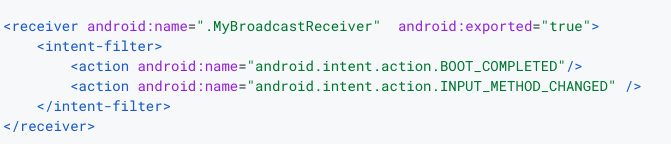 <receiver android:name=".MyBroadcastReceiver"  android:exported="true">
    <intent-filter>
        <action android:name="android.intent.action.BOOT_COMPLETED"/>
        <action android:name="android.intent.action.INPUT_METHOD_CHANGED" />
    </intent-filter>
</receiver>